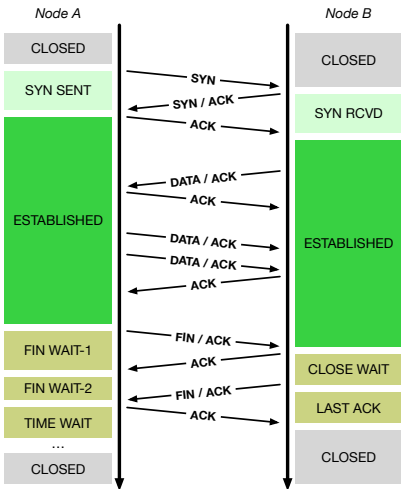 Node A
Node B
CLOSED
CLOSED
SYN
SYN SENT
SYN / ACK
SYN RCVD
ACK
DATA / ACK
ACK
ESTABLISHED
DATA / ACK
ESTABLISHED
DATA / ACK
ACK
FIN / ACK
FIN WAIT-1
ACK
CLOSE WAIT
FIN WAIT-2
FIN / ACK
LAST ACK
TIME WAIT
ACK
...
CLOSED
CLOSED